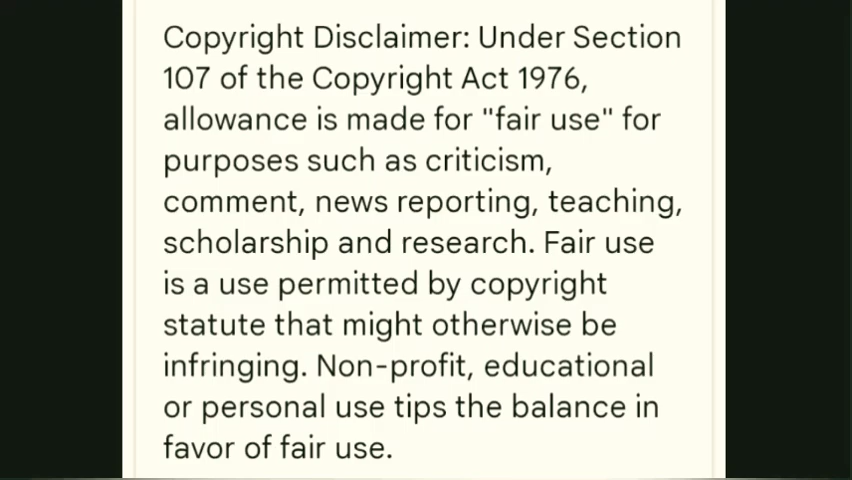 Copyright Disclaimer: Under Section
107 of the Copyright Act 1976,
allowance is made for "fair use" for
purposes such as criticism,
comment, news reporting, teaching,
scholarship and research. Fair use
is a use permitted by copyright
statute that might otherwise be
infringing. Non-profit, educational
or personal use tips the balance in
favor of fair use.